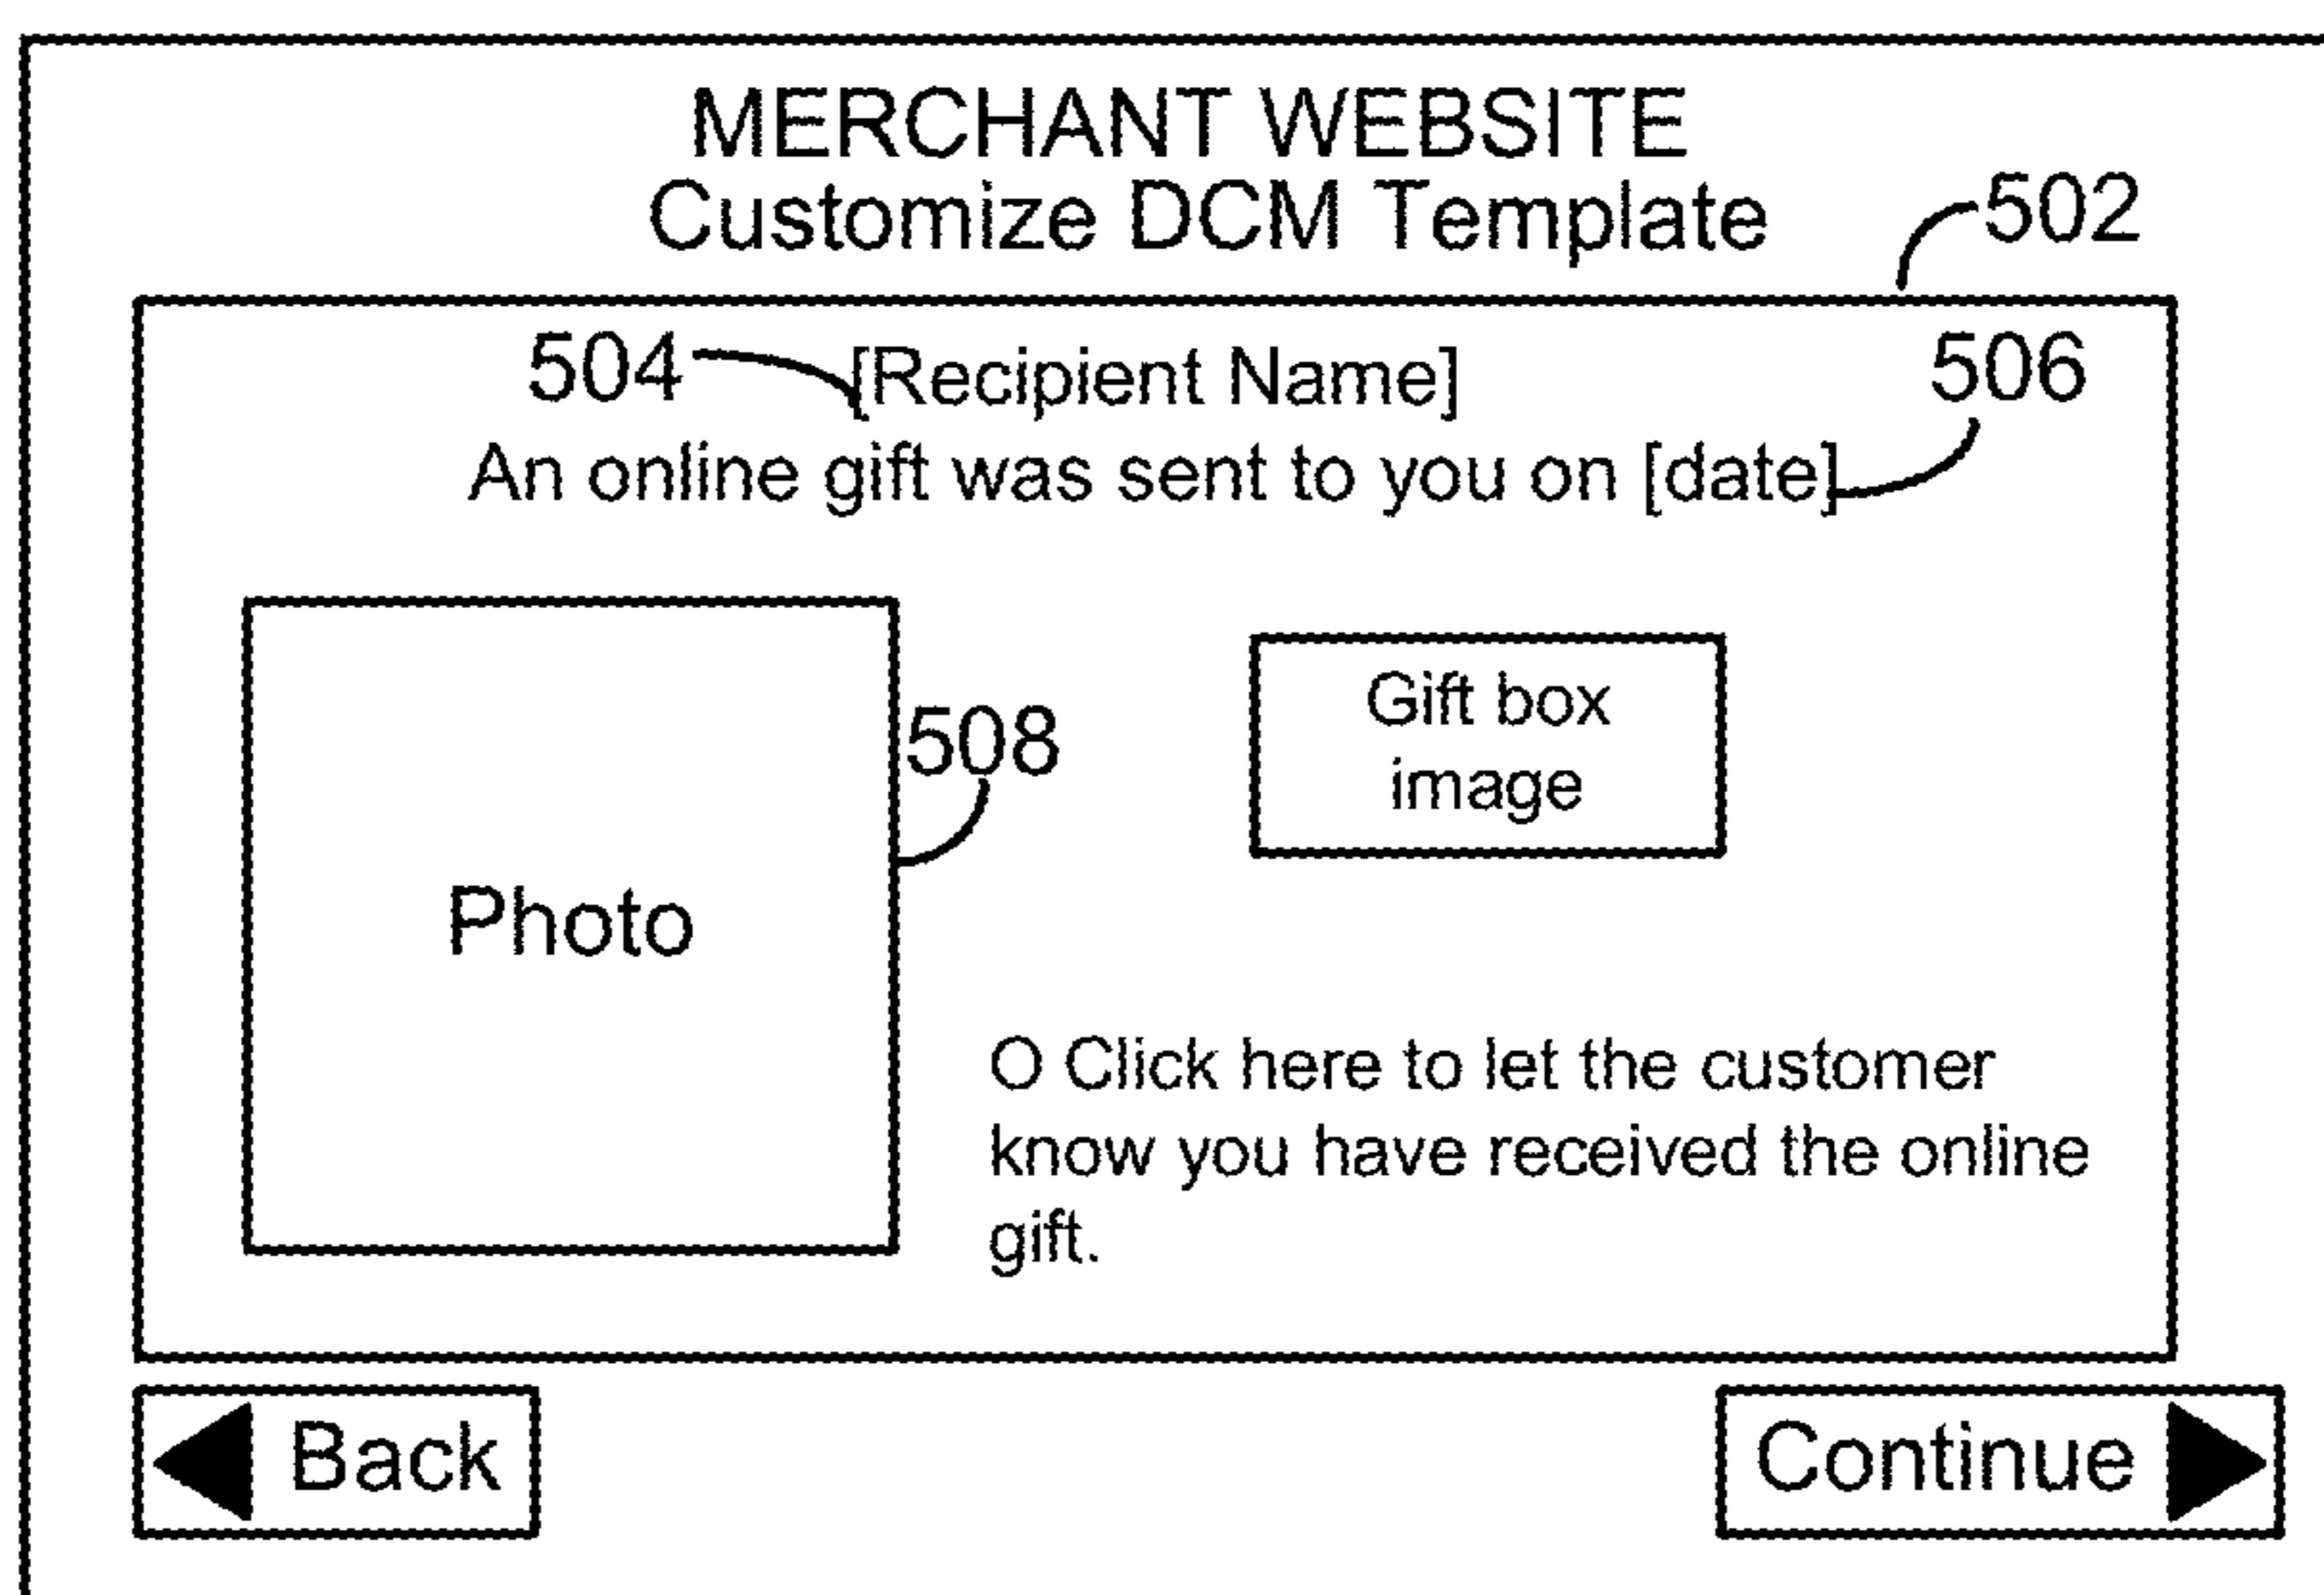 MERCHANT WEBSITE
Customize DCM Template
502
504 [Recipient Name] 506
An online gift was sent to you on [date]
508
Gift box
image
Photo
O Click here to let the customer
know you have received the online
gift.
Back
Continue